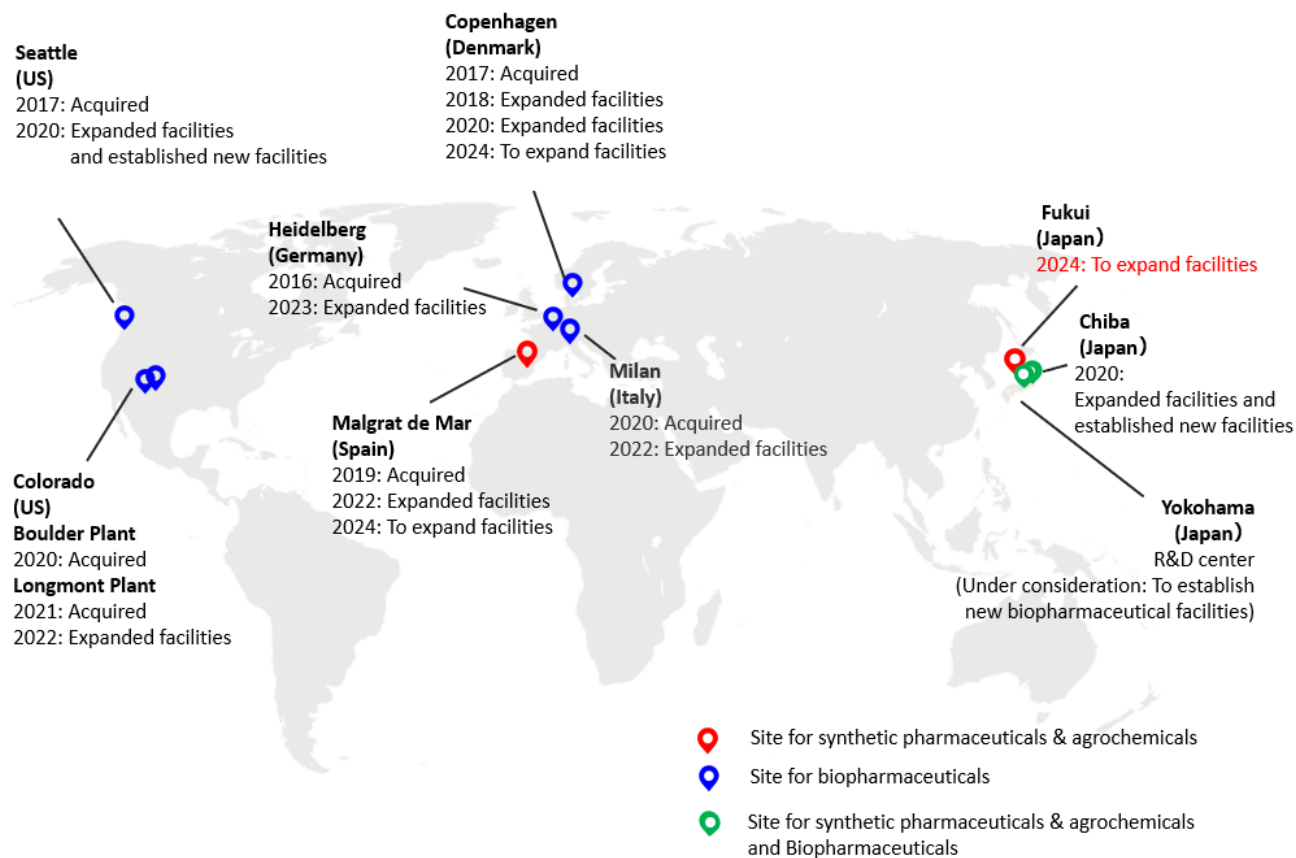 Seattle
(US)
2017: Acquired
2020: Expanded facilities
and established new facilities
Copenhagen
(Denmark)
2017: Acquired
2018: Expanded facilities
2020: Expanded facilities
2024: To expand facilities
Heidelberg
(Germany)
2016: Acquired
2023: Expanded facilities
Fukui
(Japan）
2024: To expand facilities
Chiba
(Japan）
2020:
Expanded facilities and
established new facilities
Milan
(Italy)
2020: Acquired
2022: Expanded facilities
Malgrat de Mar
(Spain)
2019: Acquired
2022: Expanded facilities
2024: To expand facilities
Colorado
(US)
Boulder Plant
2020: Acquired
Longmont Plant
2021: Acquired
2022: Expanded facilities
Yokohama
(Japan）
R&D center
(Under consideration: To establish
new biopharmaceutical facilities)
Site for synthetic pharmaceuticals & agrochemicals
Site for biopharmaceuticals
Site for synthetic pharmaceuticals & agrochemicals
and Biopharmaceuticals